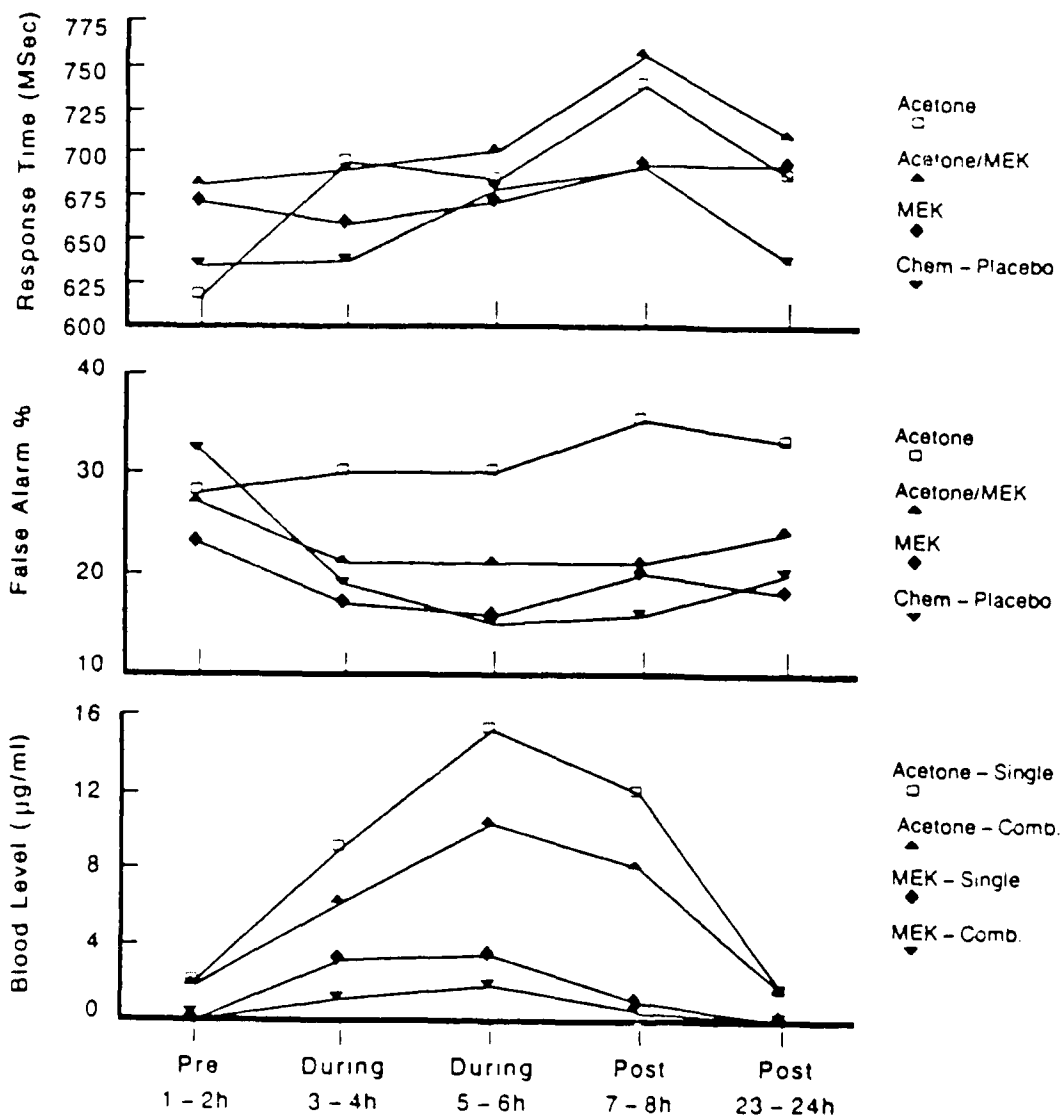 Response Time (MSec)
775
750
725
700
675
650
625
600
Acetone
Acetone/MEK
MEK
Chem - Placebo
False Alarm %
40
30
20
10
Acetone
Acetone/MEK
MEK
Chem - Placebo
Blood Level (µg/ml)
16
12
8
4
0
Acetone - Single
Acetone - Comb.
MEK - Single
MEK - Comb.
Pre During During Post Post
1 - 2h 3 - 4h 5 - 6h 7 - 8h 23 - 24h